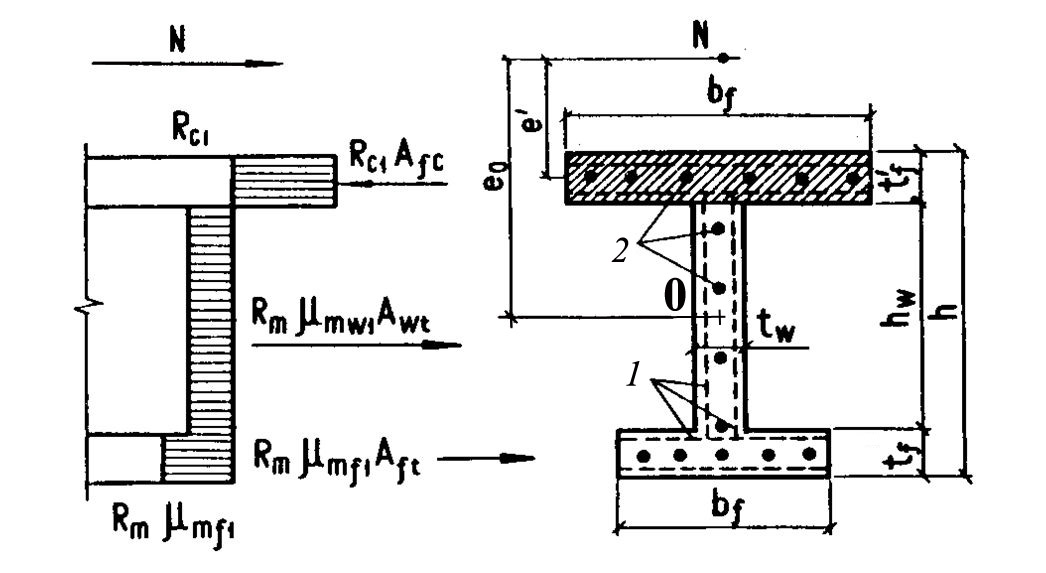 N
R_c1
R_c1 A_fc
R_m μ_mw1 A_wt
R_m μ_mf1 A_ft
R_m μ_mf1
N
b_f
e'
e_0
t'_f
2
0
t_w
h_w
h
1
t_f
b_f